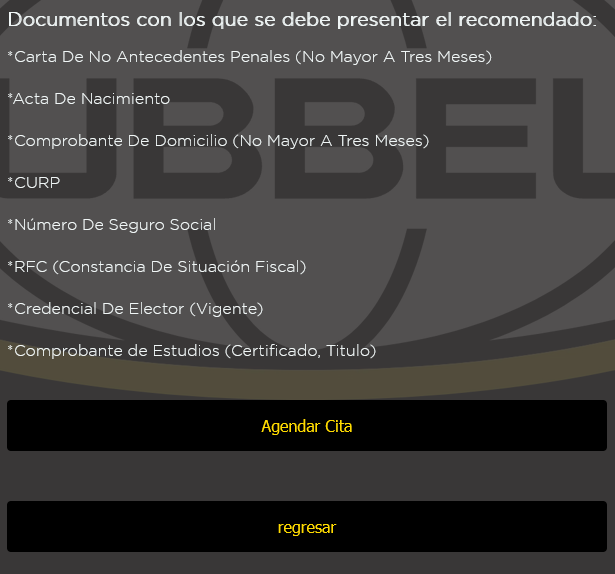 Documentos con los que se debe presentar el recomendado:
*Carta De No Antecedentes Penales (No Mayor A Tres Meses)
*Acta De Nacimiento
*Comprobante De Domicilio (No Mayor A Tres Meses)
*CURP
*Número De Seguro Social
*RFC (Constancia De Situación Fiscal)
*Credencial De Elector (Vigente)
*Comprobante de Estudios (Certificado, Titulo)
Agendar Cita
regresar